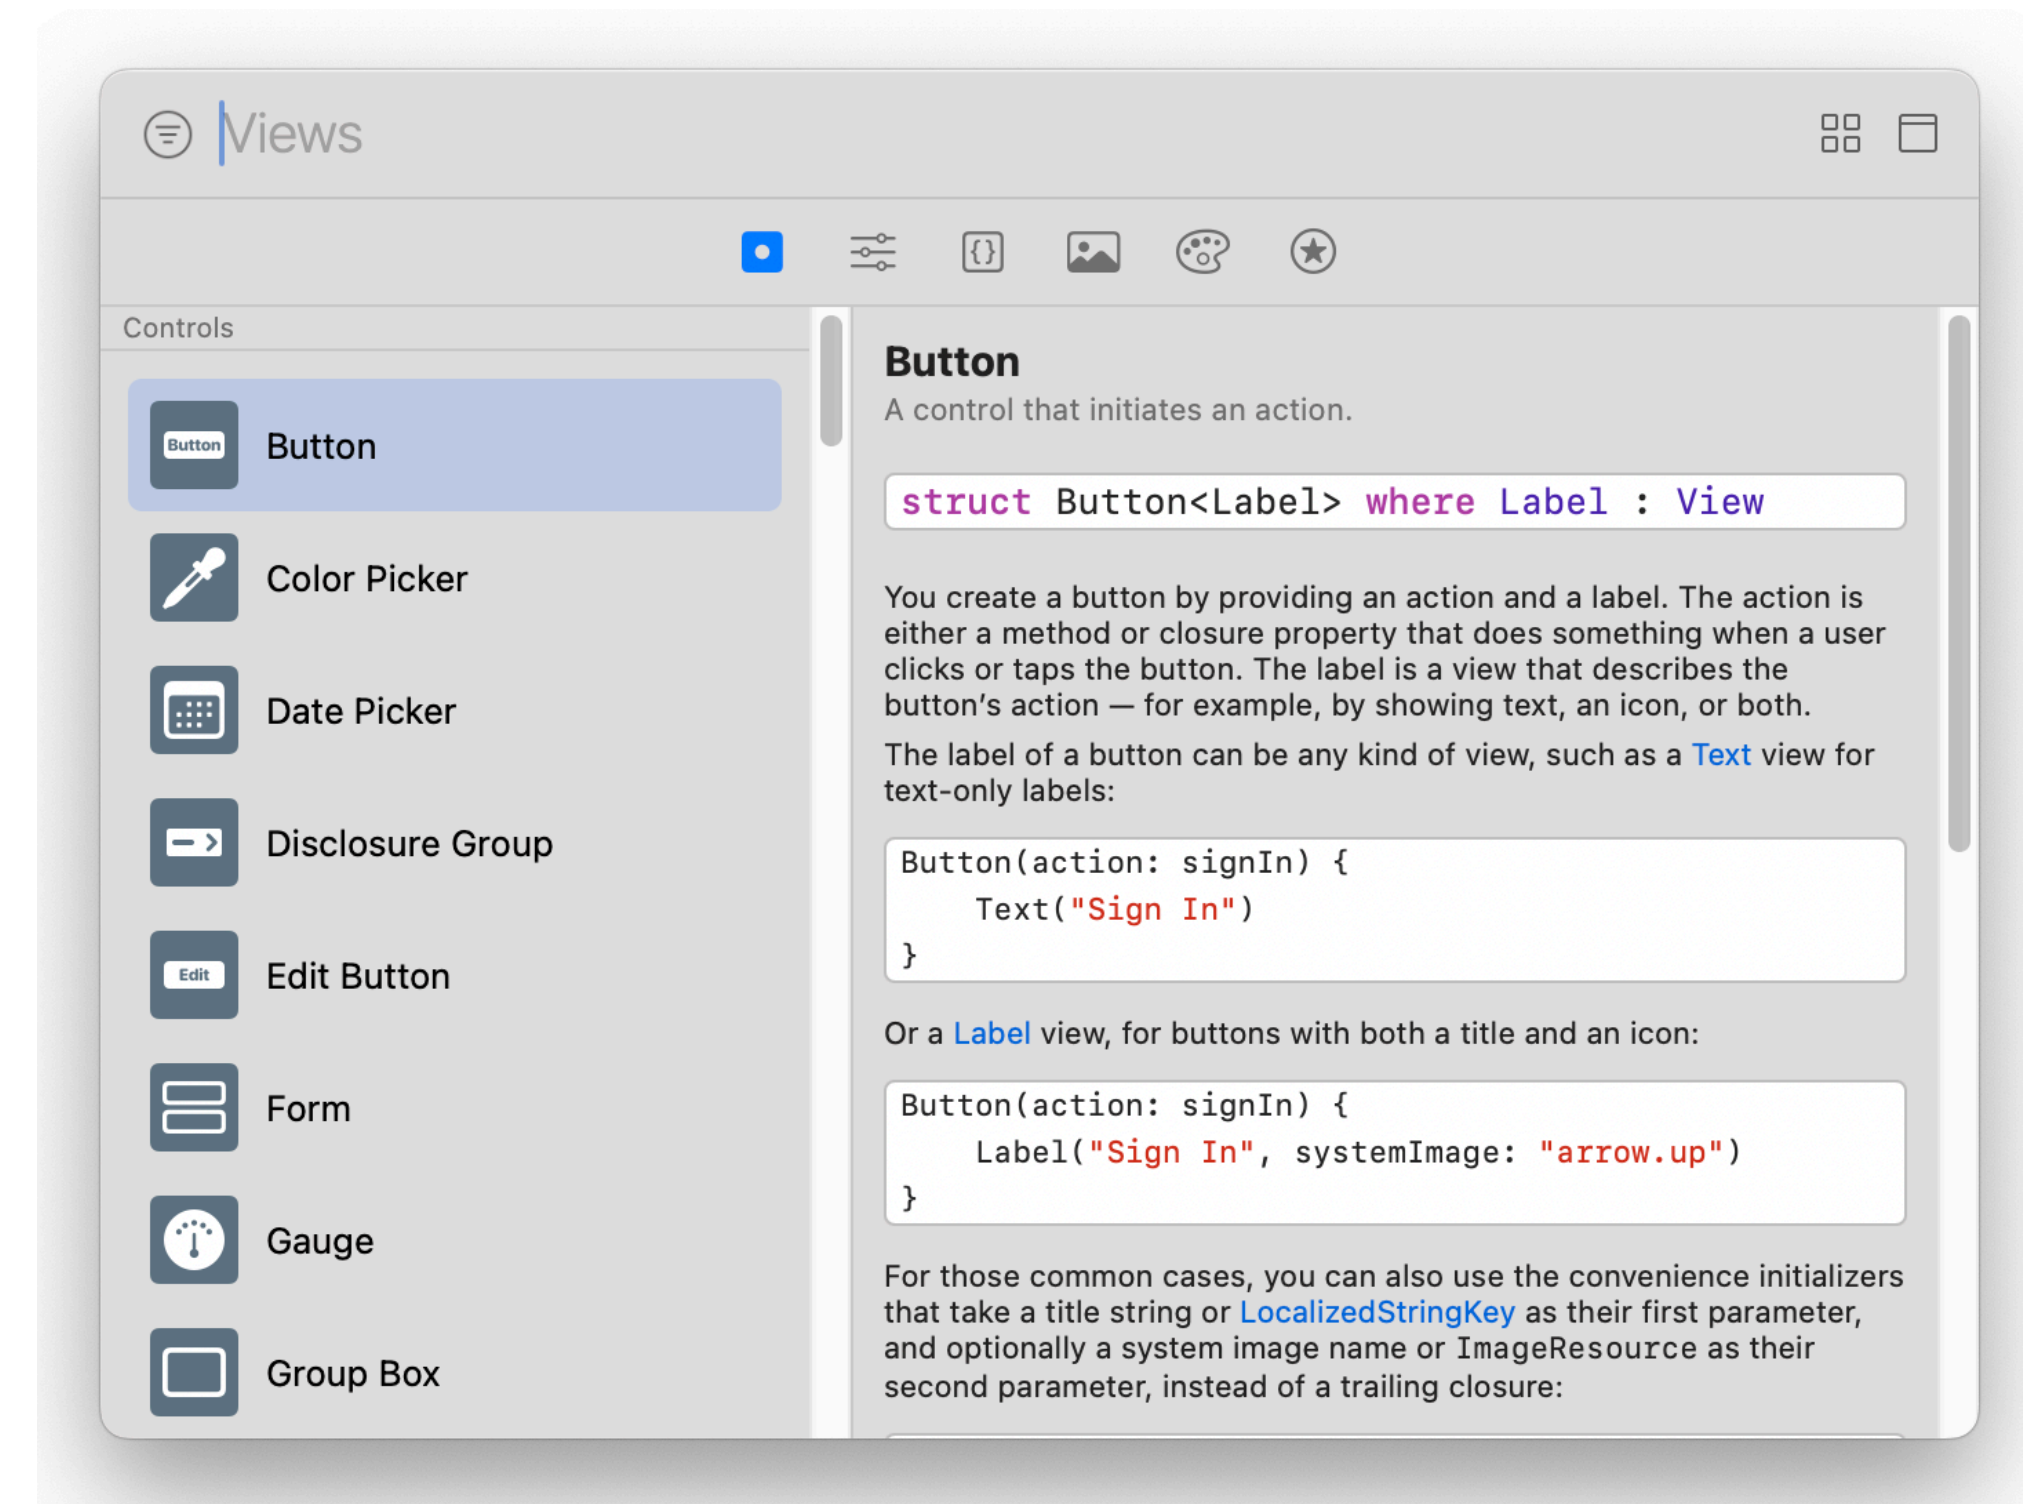 Views
Controls
Button
Button
Color Picker
Date Picker
Disclosure Group
Edit
Edit Button
Form
Gauge
Group Box
Button
A control that initiates an action.
struct Button<Label> where Label : View
You create a button by providing an action and a label. The action is
either a method or closure property that does something when a user
clicks or taps the button. The label is a view that describes the
button’s action — for example, by showing text, an icon, or both.
The label of a button can be any kind of view, such as a Text view for
text-only labels:
Button(action: signIn) {
    Text("Sign In")
}
Or a Label view, for buttons with both a title and an icon:
Button(action: signIn) {
    Label("Sign In", systemImage: "arrow.up")
}
For those common cases, you can also use the convenience initializers
that take a title string or LocalizedStringKey as their first parameter,
and optionally a system image name or ImageResource as their
second parameter, instead of a trailing closure: